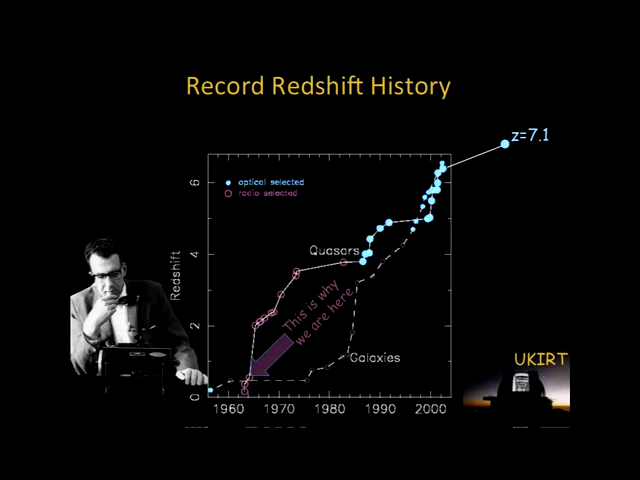 Record Redshift History
z=7.1
optical selected
radio selected
Quasars
This is why
we are here
Galaxies
Redshift
6
4
2
0
1960 1970 1980 1990 2000
UKIRT